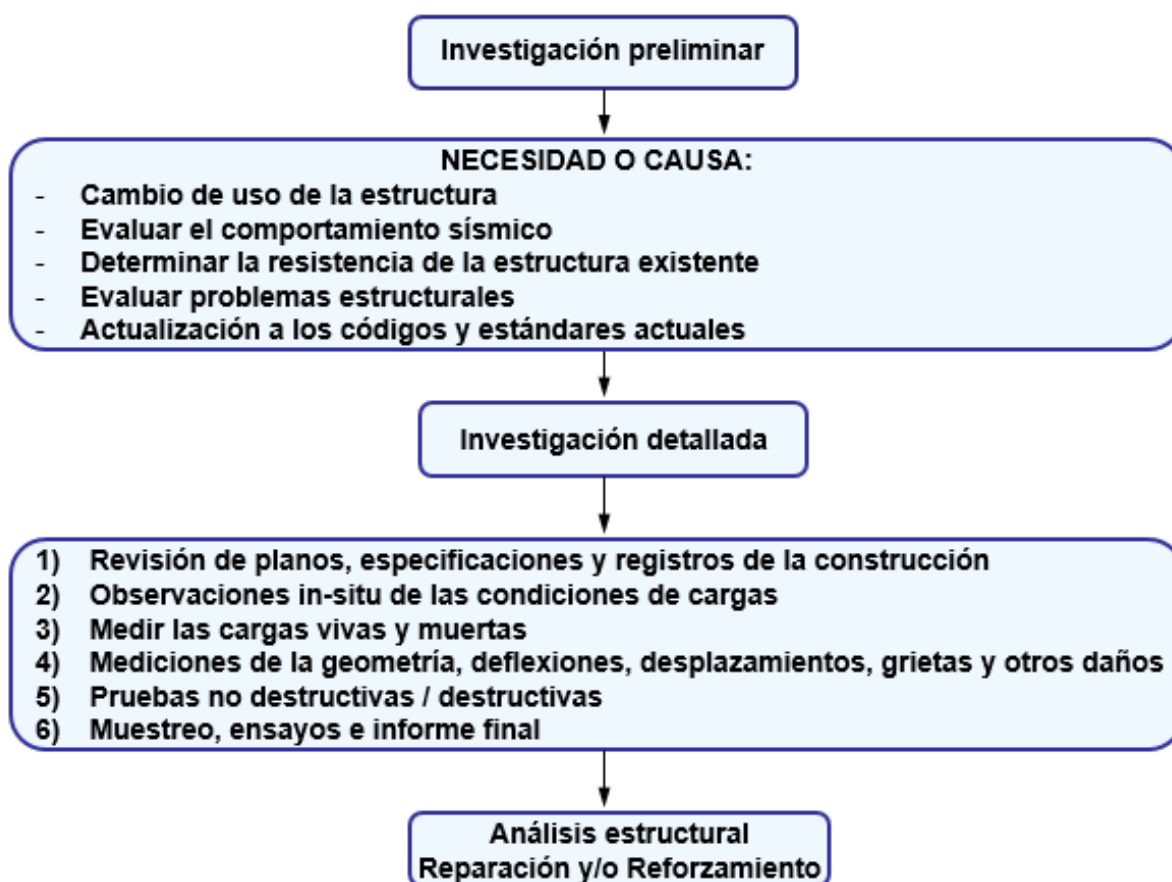 Investigación preliminar
NECESIDAD O CAUSA:
- Cambio de uso de la estructura
- Evaluar el comportamiento sísmico
- Determinar la resistencia de la estructura existente
- Evaluar problemas estructurales
- Actualización a los códigos y estándares actuales
Investigación detallada
1) Revisión de planos, especificaciones y registros de la construcción
2) Observaciones in-situ de las condiciones de cargas
3) Medir las cargas vivas y muertas
4) Mediciones de la geometría, deflexiones, desplazamientos, grietas y otros daños
5) Pruebas no destructivas / destructivas
6) Muestreo, ensayos e informe final
Análisis estructural
Reparación y/o Reforzamiento